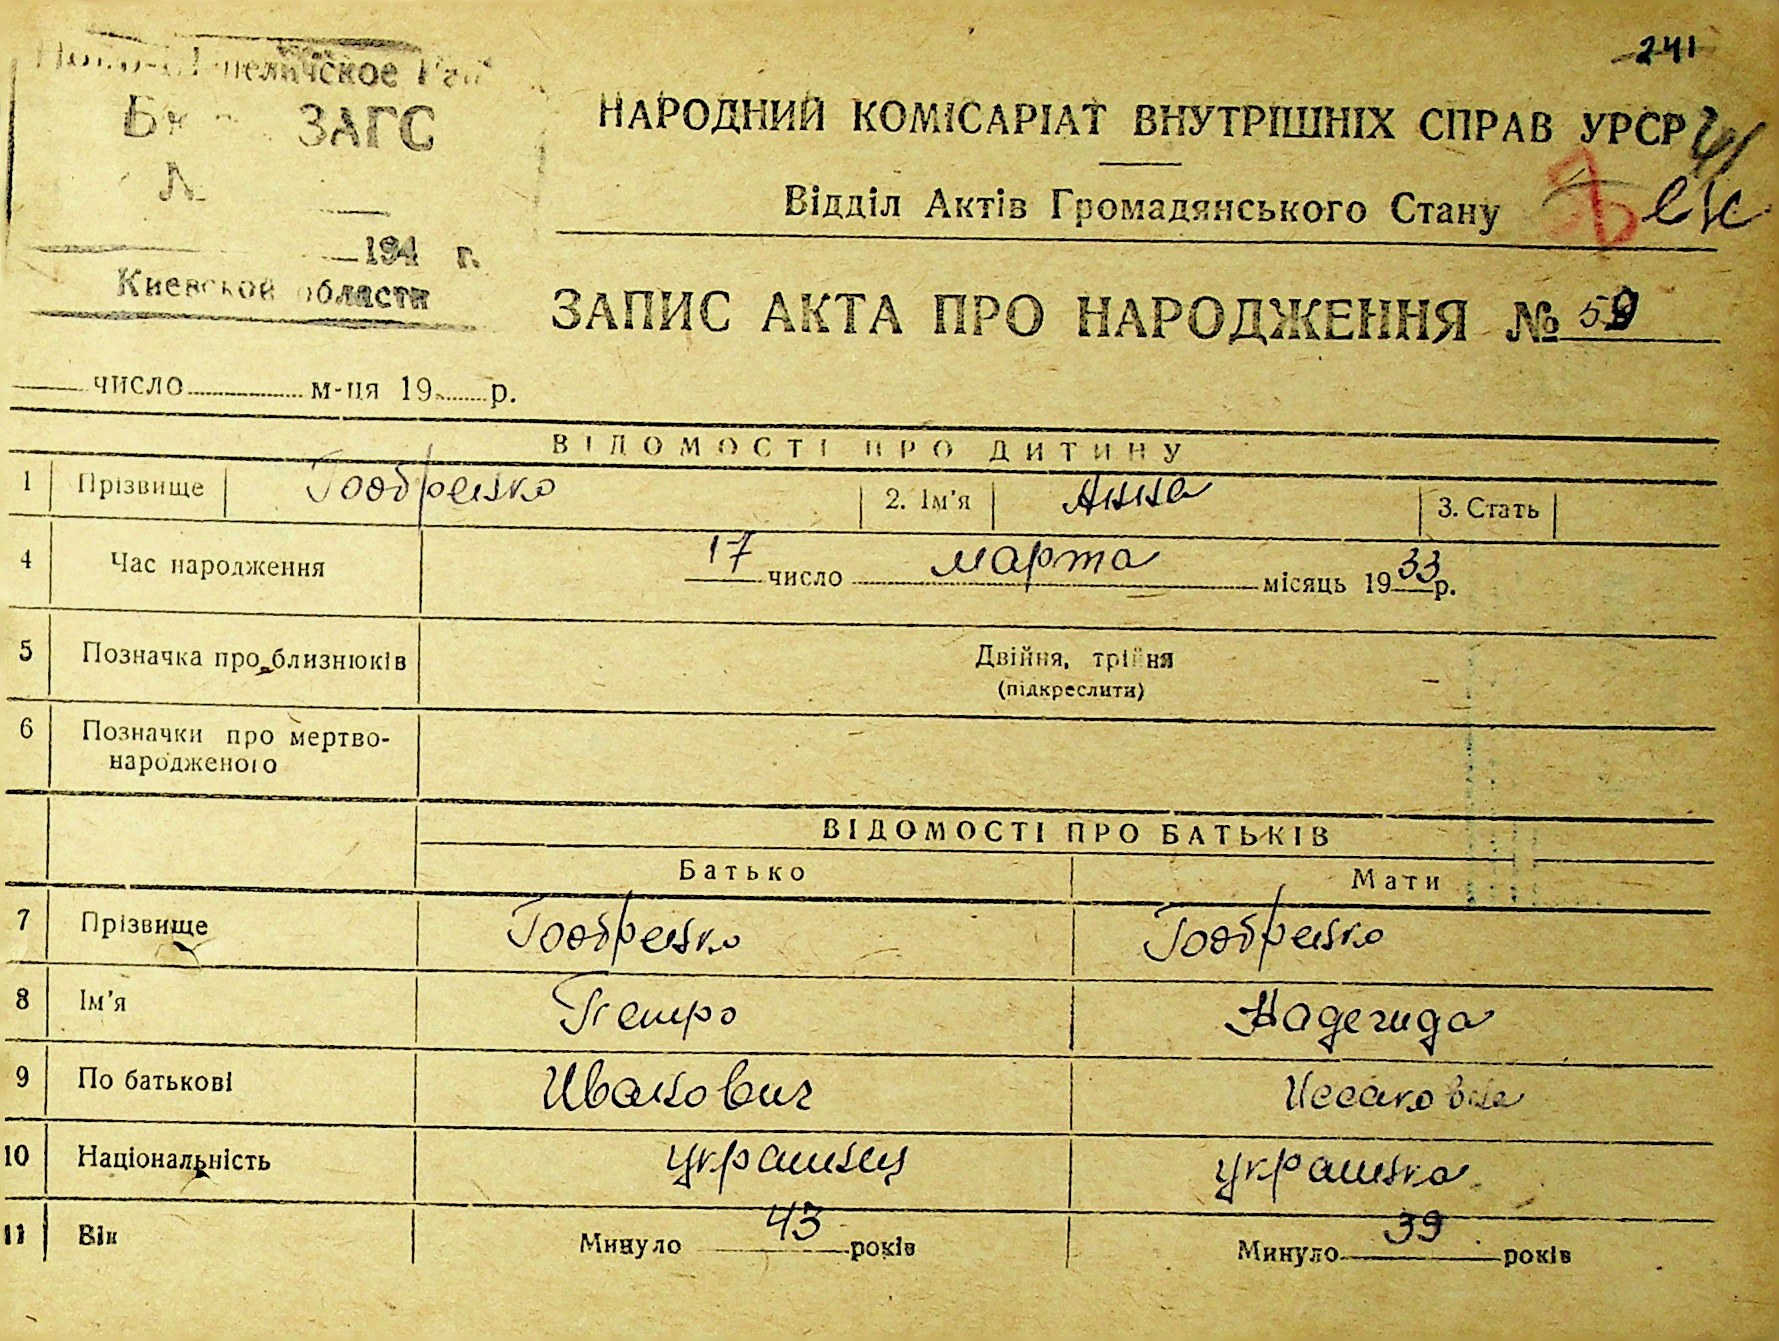 241
ЗАГС
НАРОДНИЙ КОМІСАРІАТ ВНУТРІШНІХ СПРАВ УРСР
Відділ Актів Громадянського Стану
194 г.
Киевской области
ЗАПИС АКТА ПРО НАРОДЖЕННЯ № 59
число м-ця 19 р.
ВІДОМОСТІ ПРО ДИТИНУ
1 Прізвище 2. Ім'я Анна 3. Стать
4 Час народження 17 число марта місяць 1933 р.
5 Позначка про близнюків Двійня, трійня
(підкреслити)
6 Позначки про мертво-
народженого
ВІДОМОСТІ ПРО БАТЬКІВ
Батько Мати
7 Прізвище
8 Ім'я Петро Надежда
9 По батькові Иванович Исааковна
10 Національність украинец украинка
11 Вік Минуло 43 років Минуло 39 років